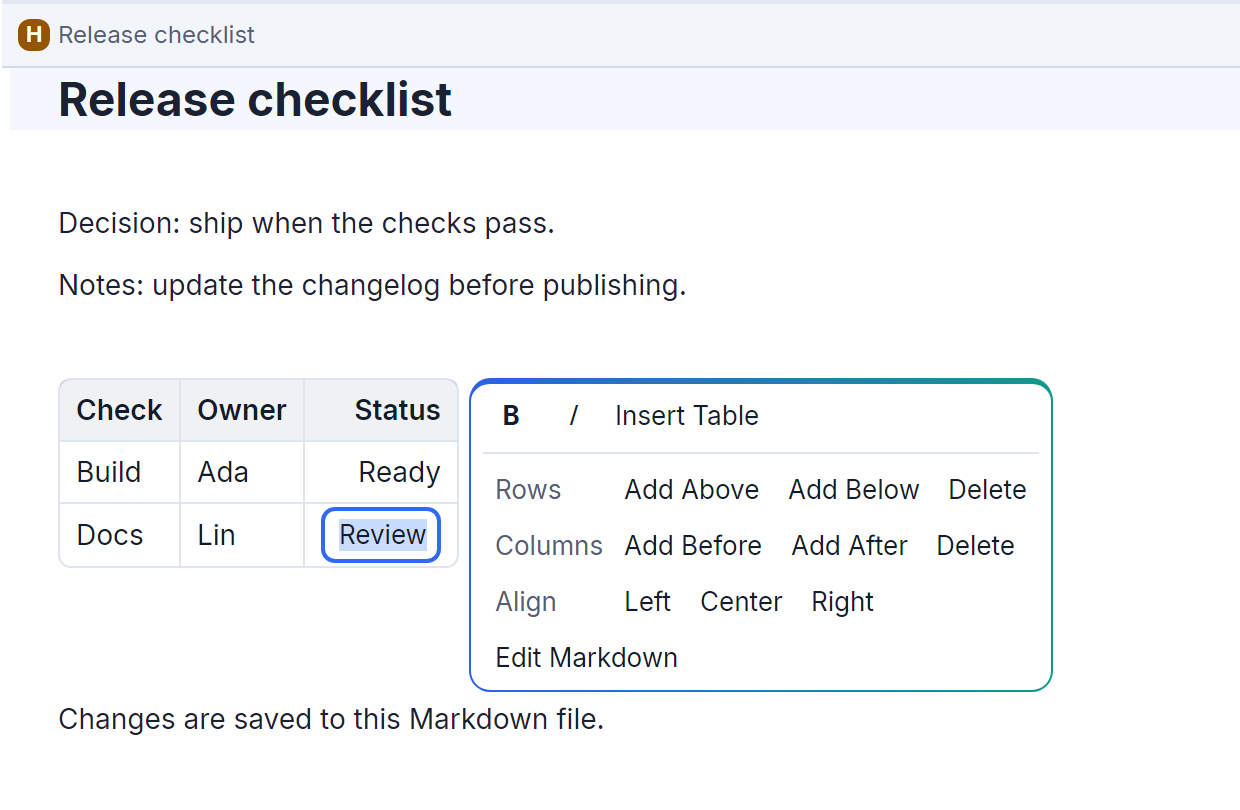 H Release checklist
Release checklist
Decision: ship when the checks pass.
Notes: update the changelog before publishing.
Check Owner Status
Build Ada Ready
Docs Lin Review
B / Insert Table
Rows Add Above Add Below Delete
Columns Add Before Add After Delete
Align Left Center Right
Edit Markdown
Changes are saved to this Markdown file.